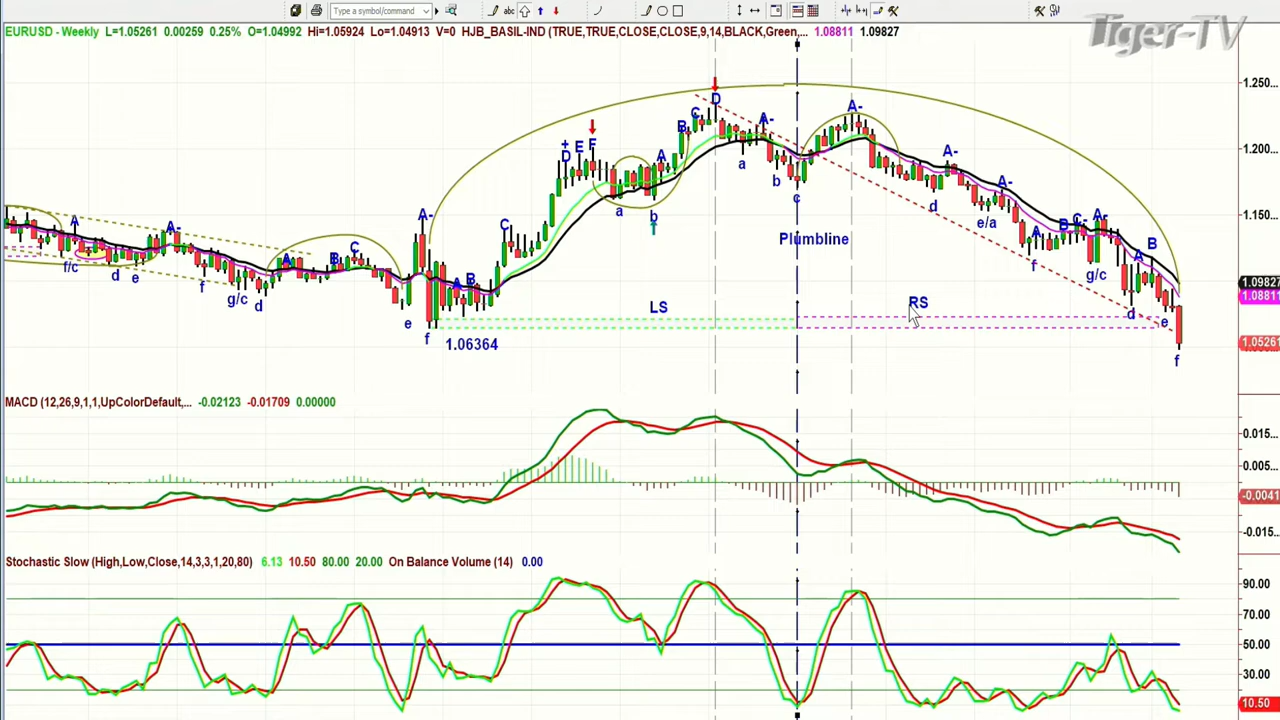 Type a symbol/command
abc
Tiger-TV
EURUSD - Weekly L=1.05261 0.00259 0.25% O=1.04992 Hi=1.05924 Lo=1.04913 V=0 HJB_BASIL-IND (TRUE,TRUE,CLOSE,CLOSE,9,14,BLACK,Green,... 1.08811 1.09827
1.250...
D
A-
C
+ E F
A-
1.200...
B
D
A
A-
a
b
A-
b
c
d
a
A
A-
A-
C
B C- A-
1.150...
e/a
Plumbline
A
B
A
B
C
A
f/c
d
e
f
A B
f
g/c
1.09827
1.08811
g/c
d
LS
RS
e
d
e
f
1.06364
1.05261
f
MACD (12,26,9,1,1,UpColorDefault,... -0.02123 -0.01709 0.00000
0.015...
0.005...
-0.0041
-0.015...
Stochastic Slow (High,Low,Close,14,3,3,1,20,80) 6.13 10.50 80.00 20.00 On Balance Volume (14) 0.00
90.00
70.00
50.00
30.00
10.50